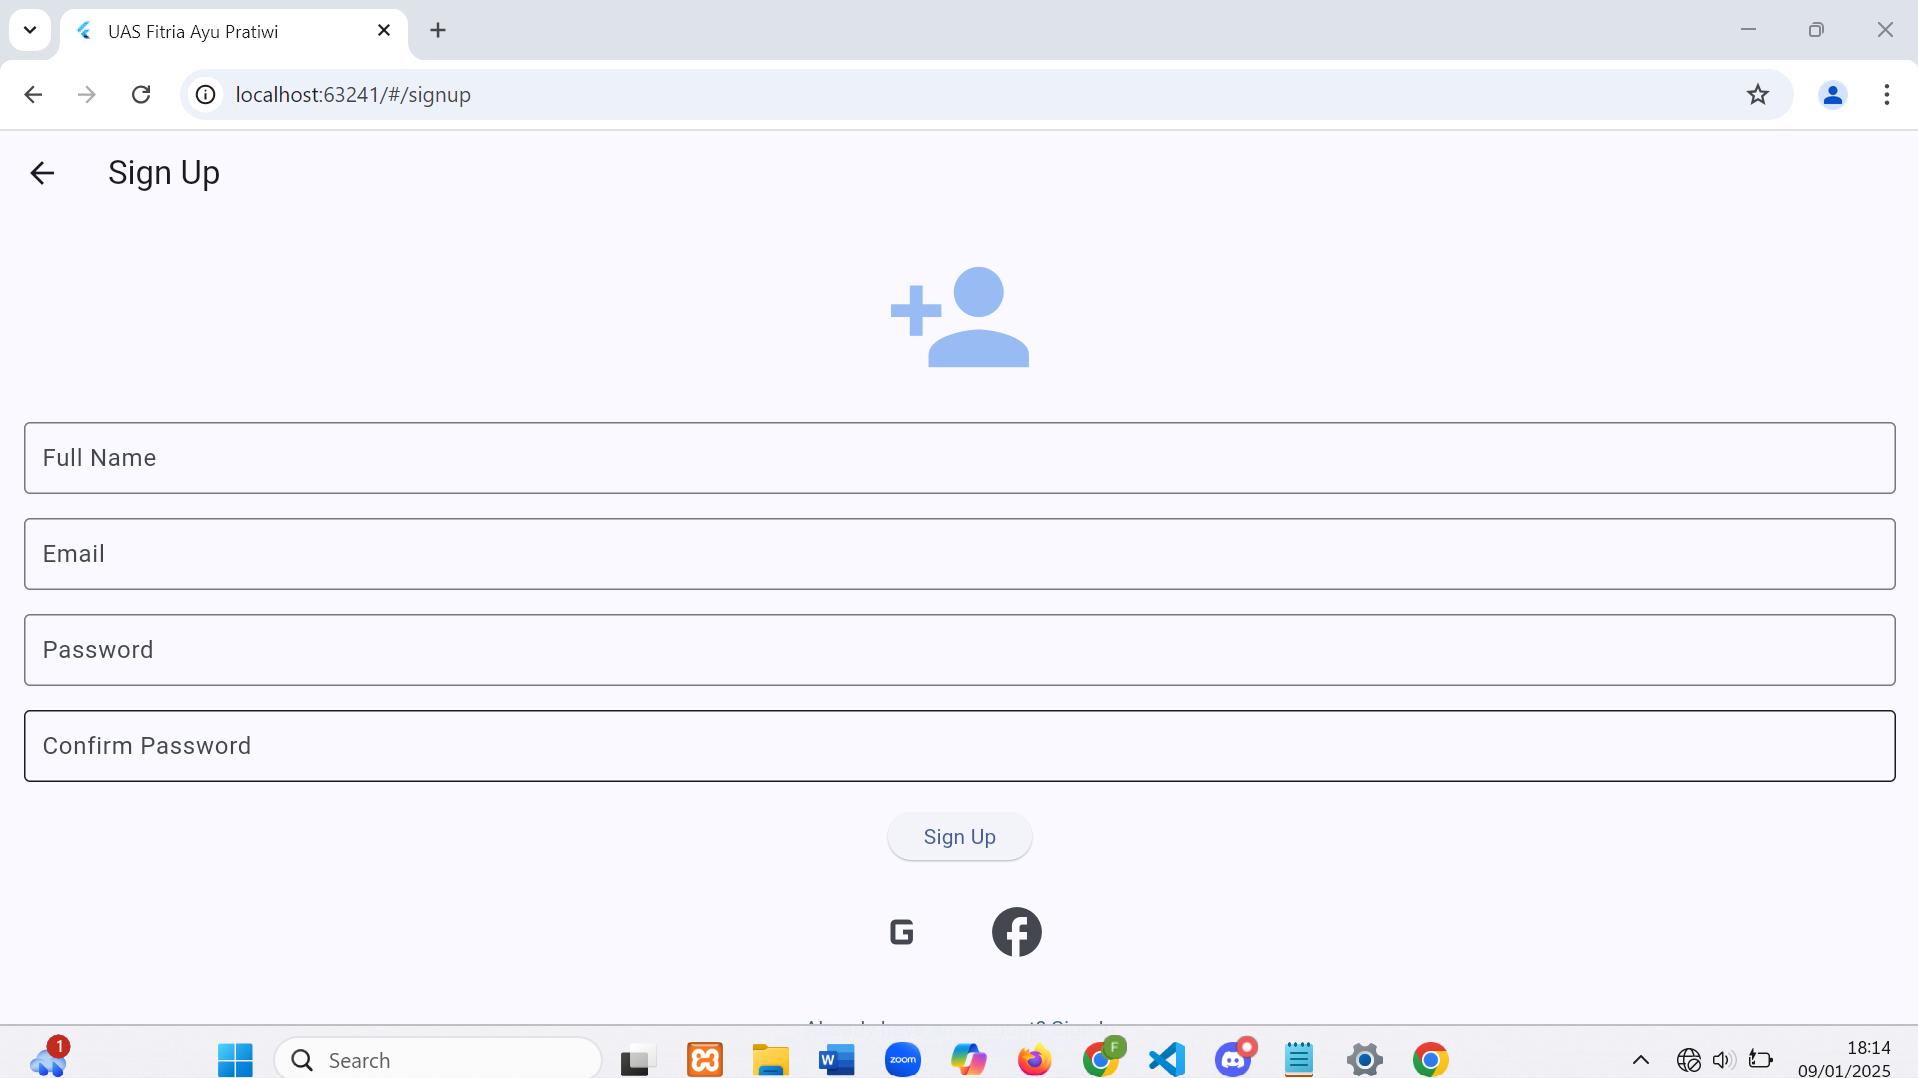 UAS Fitria Ayu Pratiwi
localhost:63241/#/signup
Sign Up
Full Name
Email
Password
Confirm Password
Sign Up
G
1
Search
W
zoom
F
18:14
09/01/2025